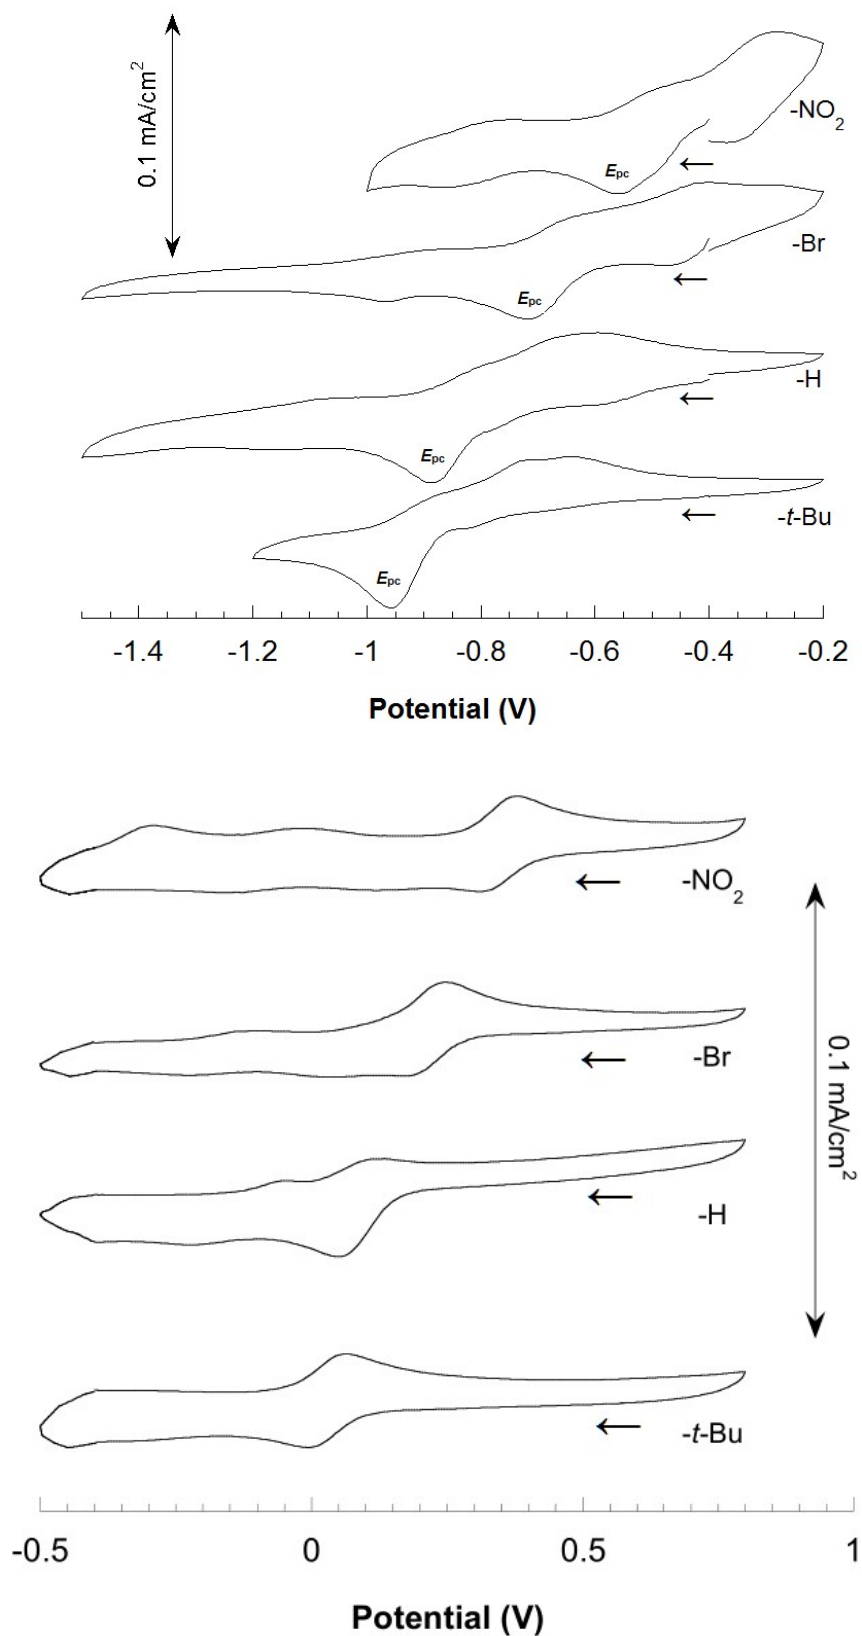 0.1 mA/cm²
-NO₂
Epc
-Br
Epc
-H
Epc
-t-Bu
Epc
-1.4 -1.2 -1 -0.8 -0.6 -0.4 -0.2
Potential (V)
-NO₂
-Br
0.1 mA/cm²
-H
-t-Bu
-0.5 0 0.5 1
Potential (V)